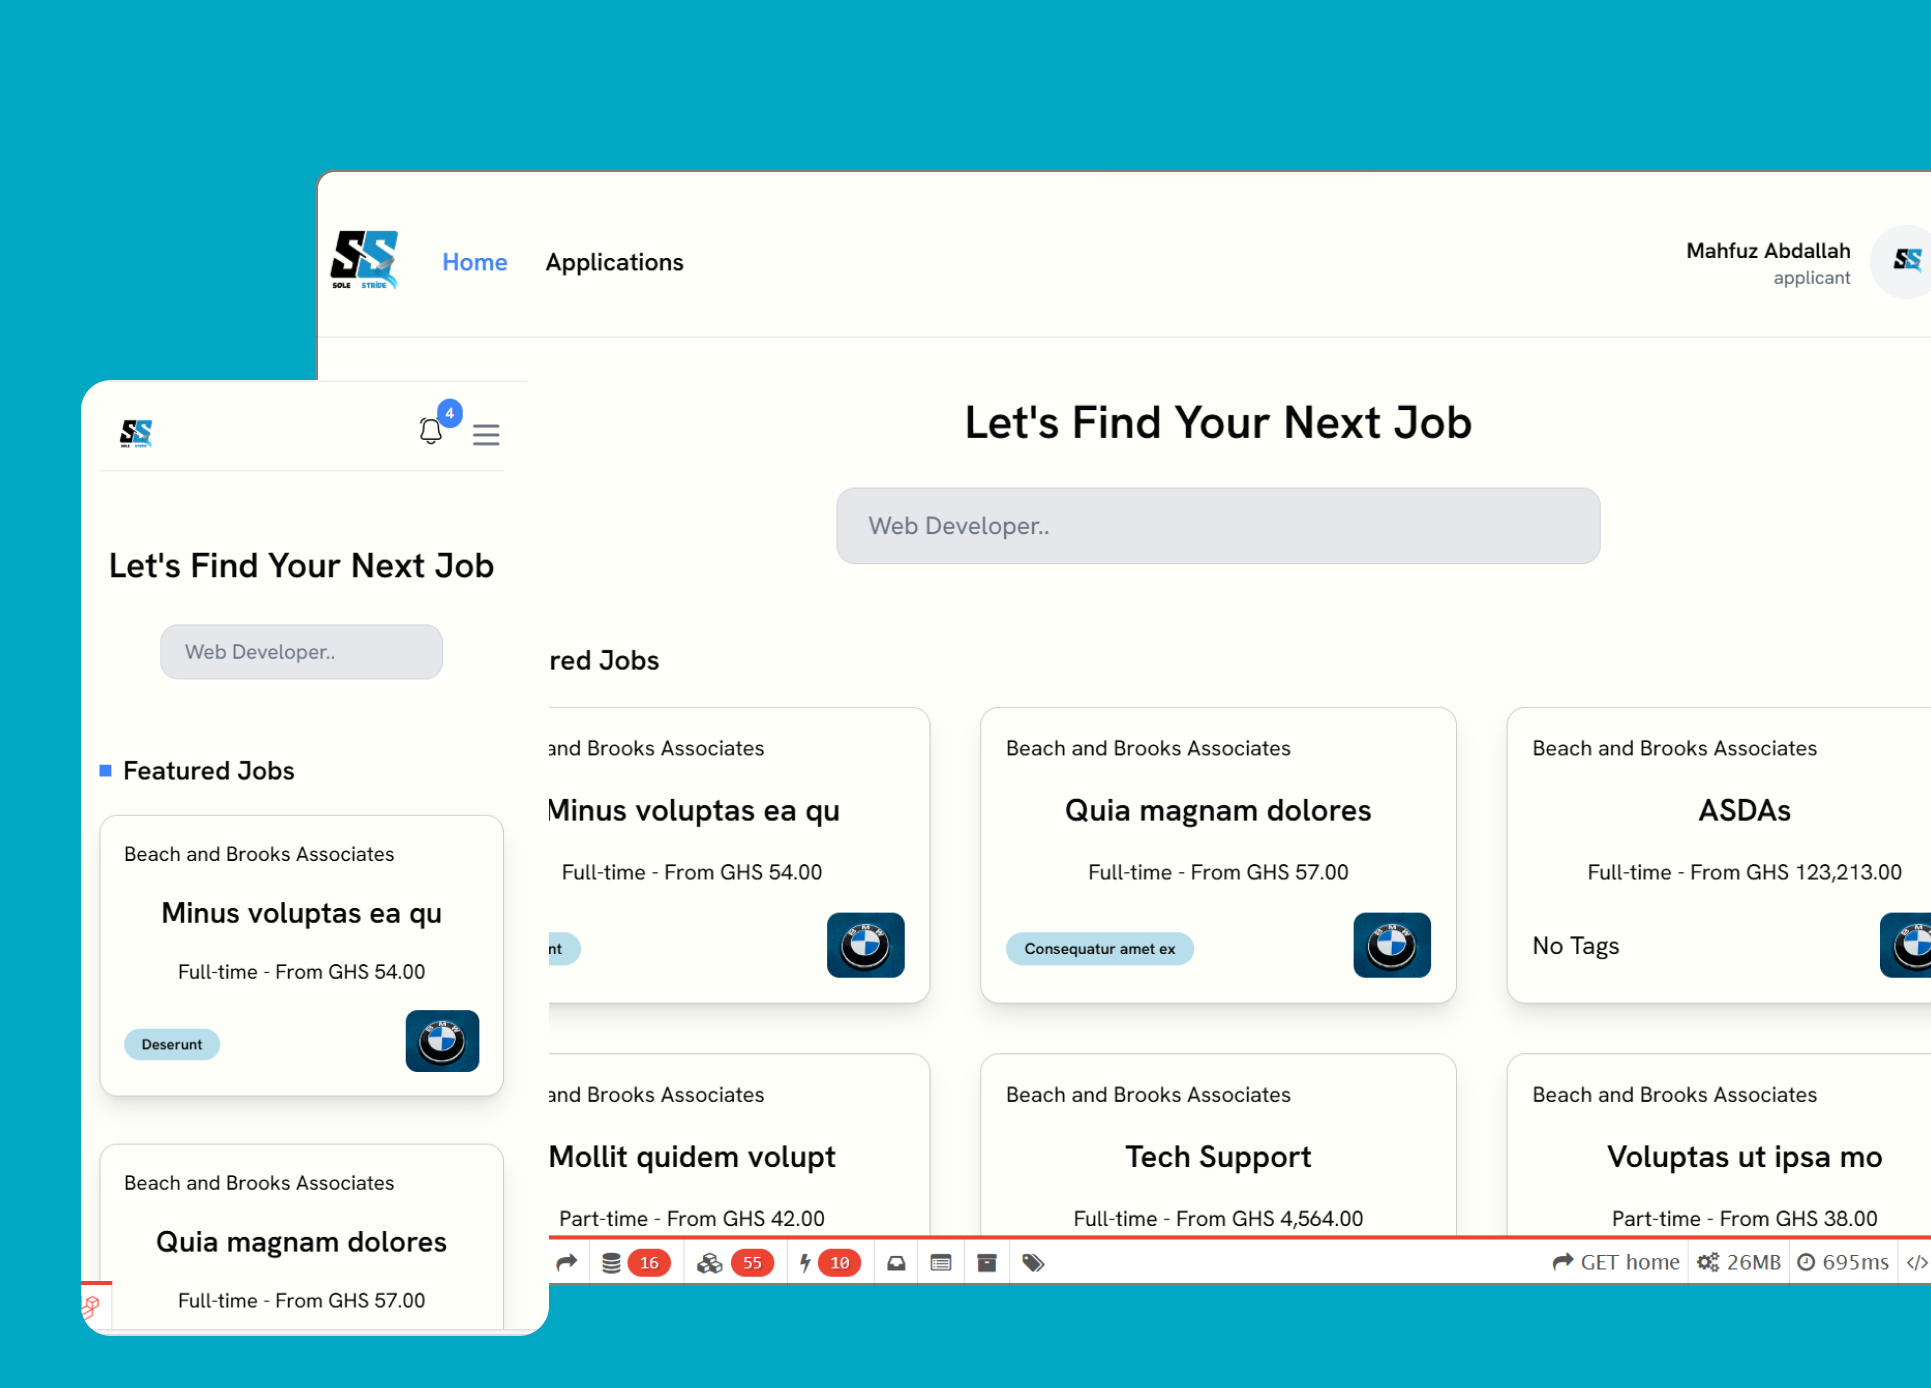 SOLE STRIDE
Home
Applications
Mahfuz Abdallah
applicant
Let's Find Your Next Job
Web Developer..
red Jobs
and Brooks Associates
Minus voluptas ea qu
Full-time - From GHS 54.00
nt
Beach and Brooks Associates
Quia magnam dolores
Full-time - From GHS 57.00
Consequatur amet ex
Beach and Brooks Associates
ASDAs
Full-time - From GHS 123,213.00
No Tags
and Brooks Associates
Mollit quidem volupt
Part-time - From GHS 42.00
Beach and Brooks Associates
Tech Support
Full-time - From GHS 4,564.00
Beach and Brooks Associates
Voluptas ut ipsa mo
Part-time - From GHS 38.00
16
55
10
GET home
26MB
695ms
4
Let's Find Your Next Job
Web Developer..
Featured Jobs
Beach and Brooks Associates
Minus voluptas ea qu
Full-time - From GHS 54.00
Deserunt
BMW
Beach and Brooks Associates
Quia magnam dolores
Full-time - From GHS 57.00